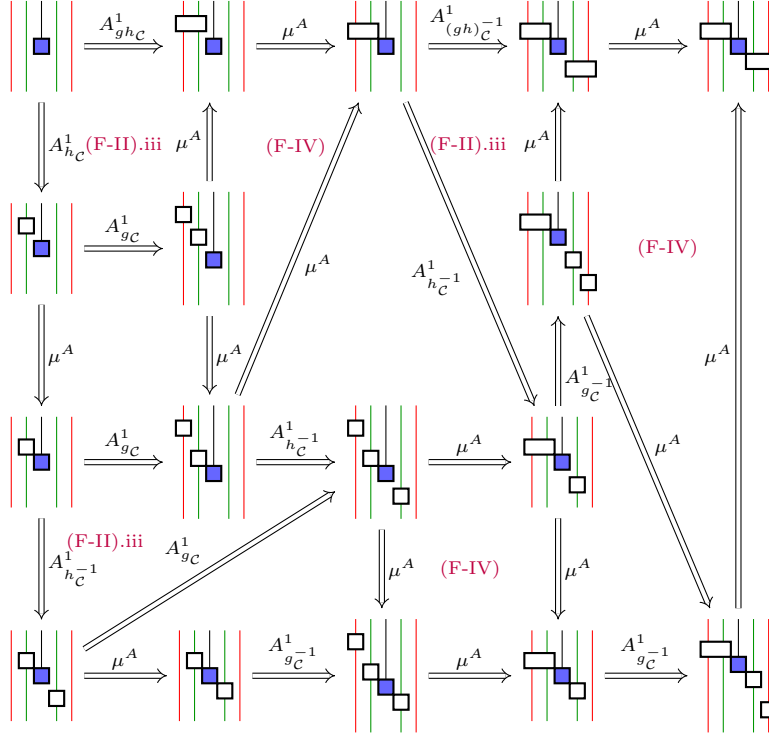 A^1_{gh_C} μ^A A^1_{(gh)_C^{-1}} μ^A
A^1_{h_C} (F-II).iii μ^A (F-IV) (F-II).iii μ^A
A^1_{g_C} μ^A A^1_{h_C^{-1}} (F-IV)
μ^A μ^A A^1_{g_C^{-1}} μ^A
A^1_{g_C} A^1_{h_C^{-1}} μ^A μ^A
(F-II).iii A^1_{g_C}
A^1_{h_C^{-1}} μ^A (F-IV) μ^A
μ^A A^1_{g_C^{-1}} μ^A A^1_{g_C^{-1}}